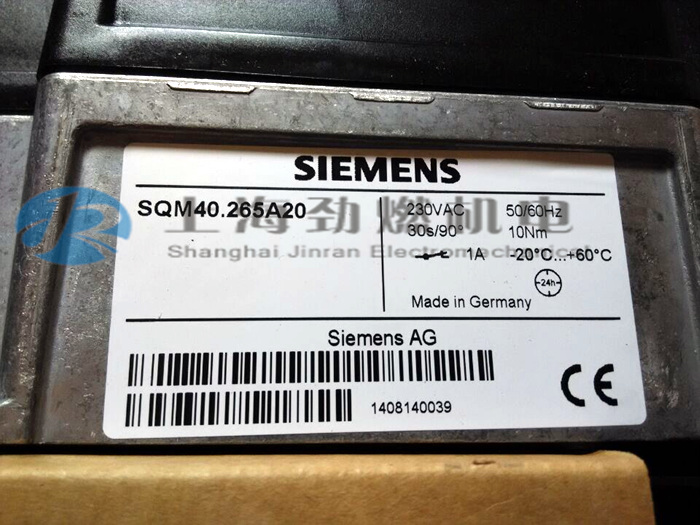 SIEMENS
SQM40.265A20
230VAC 50/60Hz
30s/90° 10Nm
1A -20°C...+60°C
24h
Made in Germany
Siemens AG
1408140039
CE
上海劲燃机电
Shanghai Jinran Electromechanical